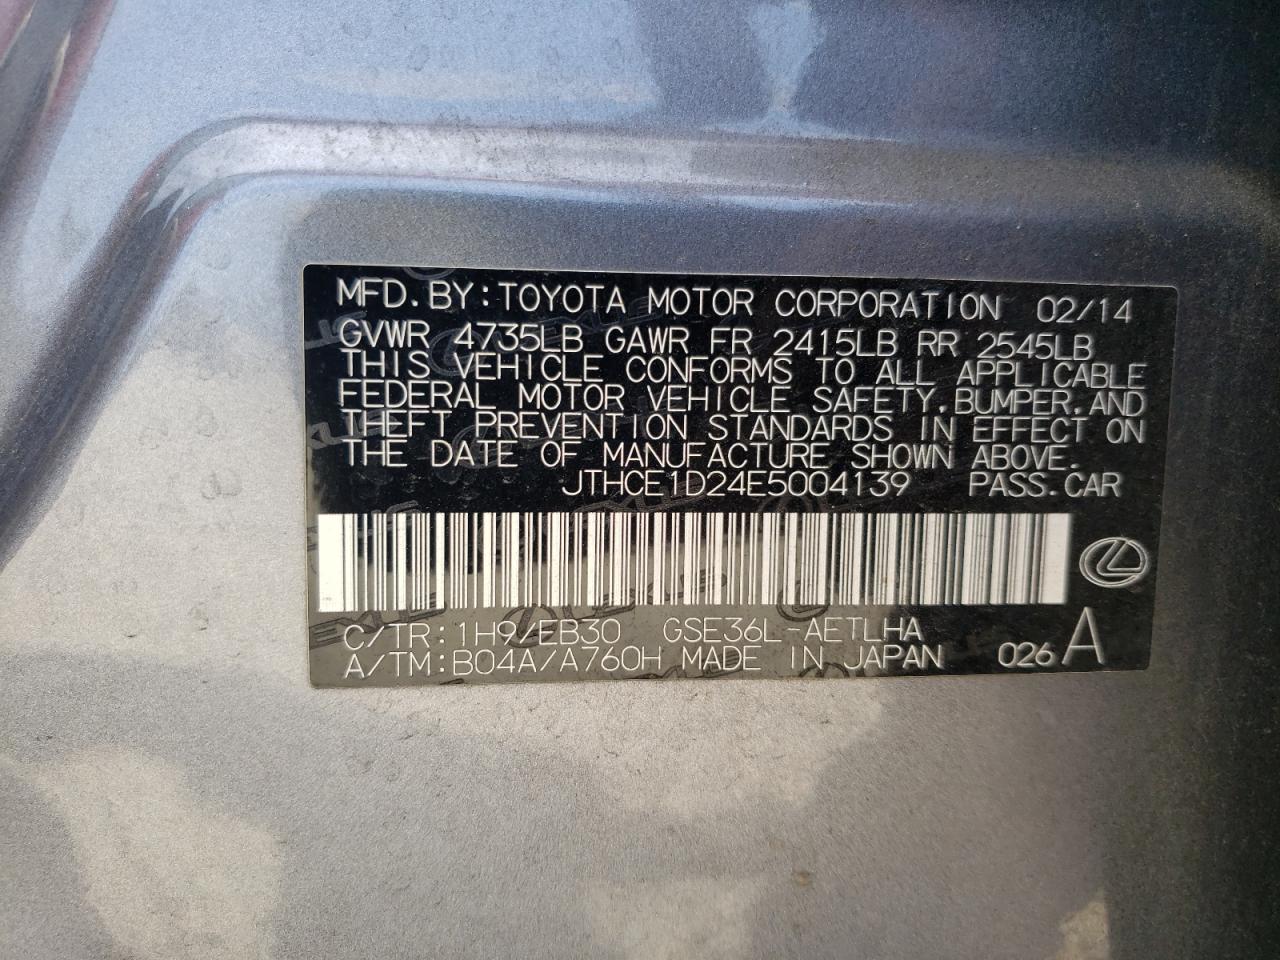 MFD.BY:TOYOTA MOTOR CORPORATION 02/14
GVWR 4735LB GAWR FR 2415LB RR 2545LB
THIS VEHICLE CONFORMS TO ALL APPLICABLE
FEDERAL MOTOR VEHICLE SAFETY,BUMPER,AND
THEFT PREVENTION STANDARDS IN EFFECT ON
THE DATE OF MANUFACTURE SHOWN ABOVE.
JTHCE1D24E5004139 PASS.CAR
C/TR:1H9/EB30 GSE36L-AETLHA
A/TM:B04A/A760H MADE IN JAPAN 026 A